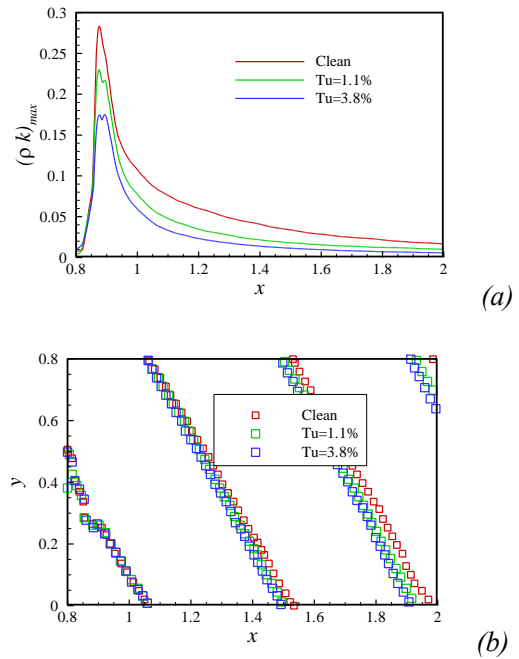 0.3
0.25
0.2
0.15
0.1
0.05
0
(ρ k)max
Clean
Tu=1.1%
Tu=3.8%
0.8 1 1.2 1.4 1.6 1.8 2
x
(a)
0.8
0.6
0.4
0.2
0
y
Clean
Tu=1.1%
Tu=3.8%
0.8 1 1.2 1.4 1.6 1.8 2
x
(b)